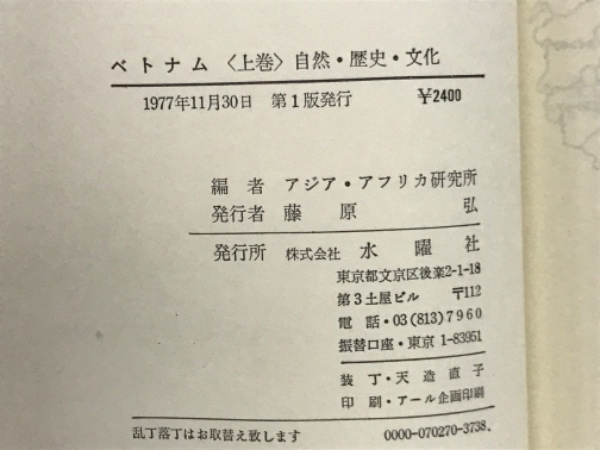 ベトナム〈上巻〉自然・歴史・文化
1977年11月30日 第1版発行 ¥2400
編者 アジア・アフリカ研究所
発行者 藤原 弘
発行所 株式会社 水曜社
東京都文京区後楽2-1-18
第3土屋ビル 〒112
電話・03(813)7960
振替口座・東京 1-83951
装丁・天造直子
印刷・アール企画印刷
乱丁落丁はお取替え致します 0000-070270-3738.